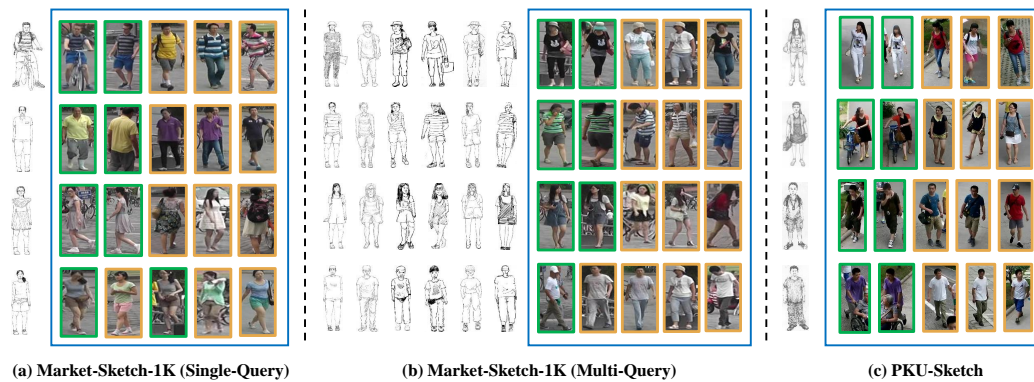 (a) Market-Sketch-1K (Single-Query)
(b) Market-Sketch-1K (Multi-Query)
(c) PKU-Sketch